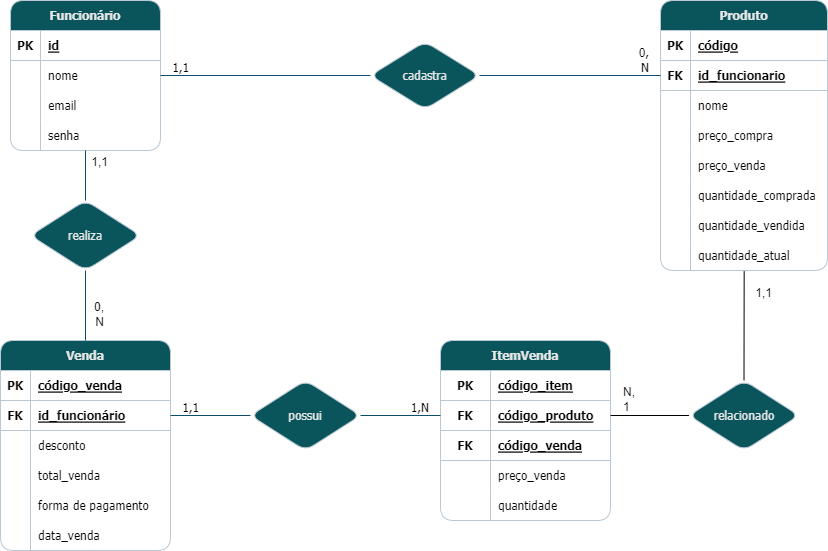 Funcionário
PK id
nome
email
senha
1,1
cadastra
0,
N
Produto
PK código
FK id_funcionario
nome
preço_compra
preço_venda
quantidade_comprada
quantidade_vendida
quantidade_atual
1,1
realiza
0,
N
1,1
Venda
PK código_venda
FK id_funcionário
desconto
total_venda
forma de pagamento
data_venda
1,1
possui
1,N
ItemVenda
PK código_item
FK código_produto
FK código_venda
preço_venda
quantidade
N,
1
relacionado